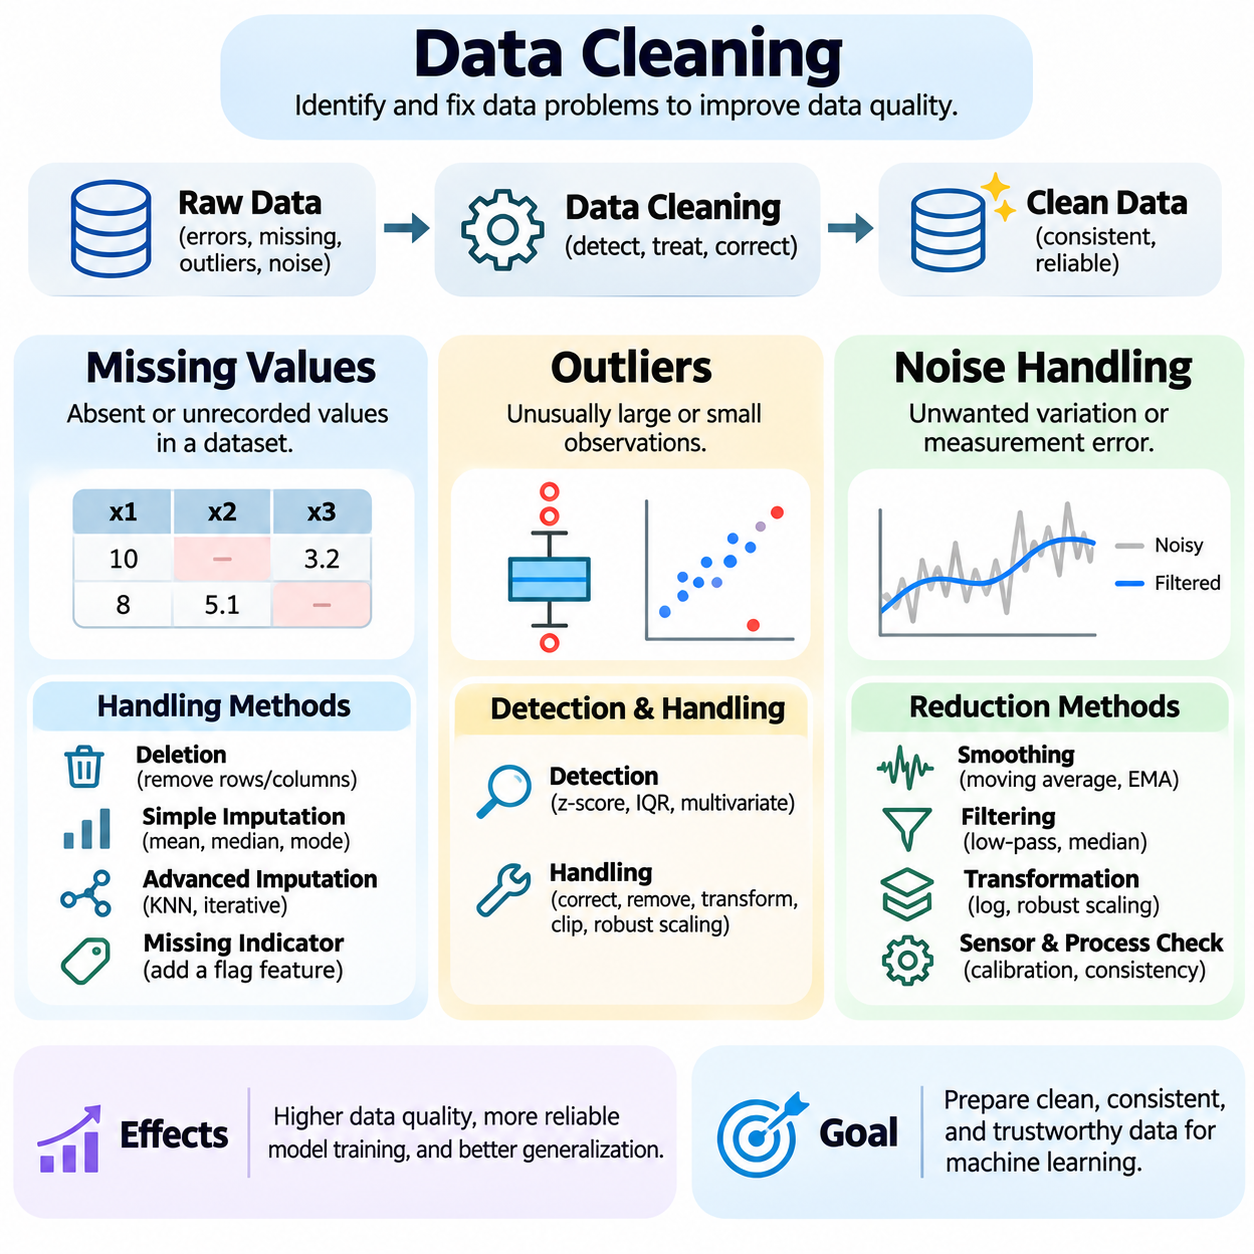 Data Cleaning
Identify and fix data problems to improve data quality.
Raw Data
(errors, missing,
outliers, noise)
Data Cleaning
(detect, treat, correct)
Clean Data
(consistent,
reliable)
Missing Values
Absent or unrecorded values
in a dataset.
x1 x2 x3
10 – 3.2
8 5.1 –
Handling Methods
Deletion
(remove rows/columns)
Simple Imputation
(mean, median, mode)
Advanced Imputation
(KNN, iterative)
Missing Indicator
(add a flag feature)
Outliers
Unusually large or small
observations.
Detection & Handling
Detection
(z-score, IQR, multivariate)
Handling
(correct, remove, transform,
clip, robust scaling)
Noise Handling
Unwanted variation or
measurement error.
Noisy
Filtered
Reduction Methods
Smoothing
(moving average, EMA)
Filtering
(low-pass, median)
Transformation
(log, robust scaling)
Sensor & Process Check
(calibration, consistency)
Effects
Higher data quality, more reliable
model training, and better generalization.
Goal
Prepare clean, consistent,
and trustworthy data for
machine learning.